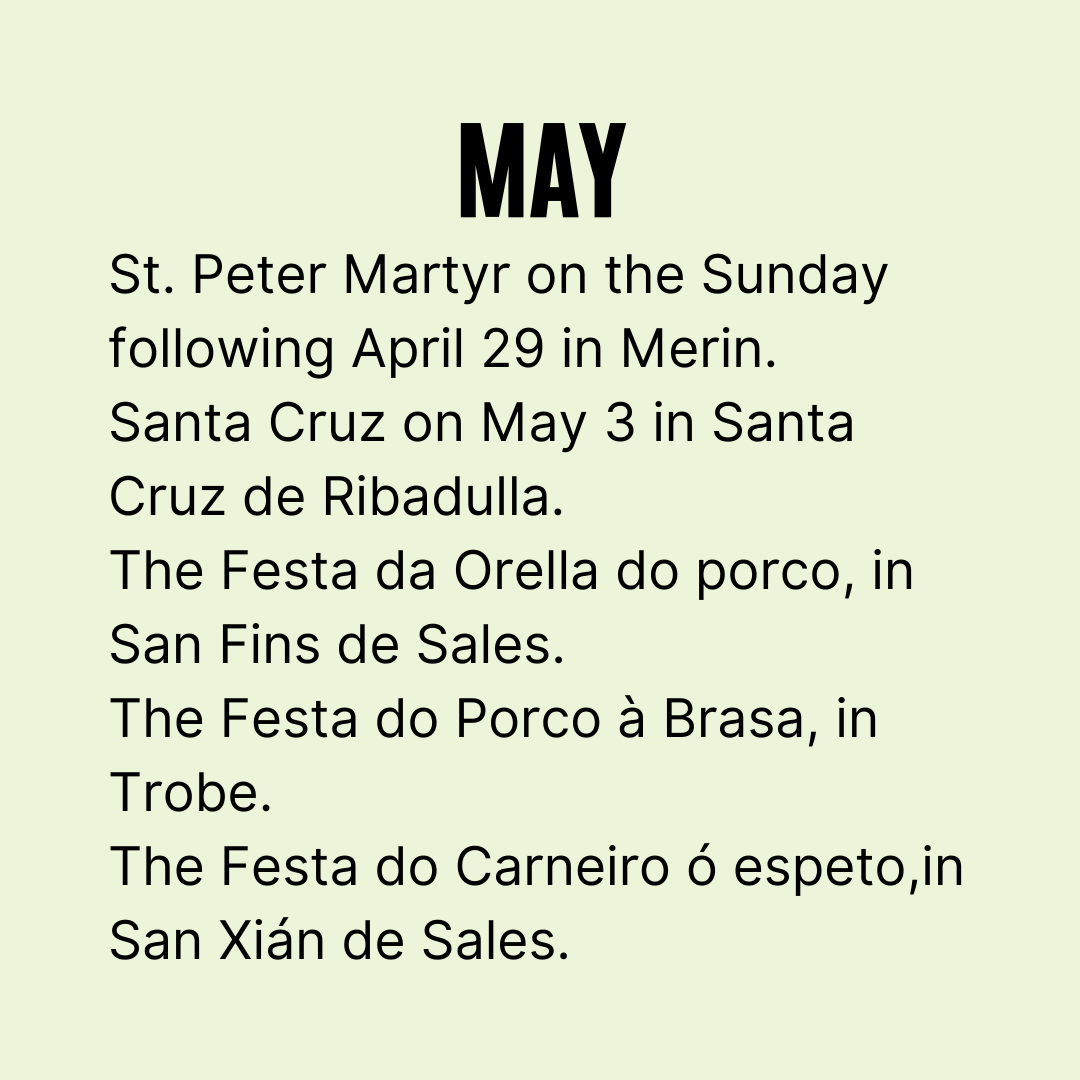 MAY
St. Peter Martyr on the Sunday
following April 29 in Merin.
Santa Cruz on May 3 in Santa
Cruz de Ribadulla.
The Festa da Orella do porco, in
San Fins de Sales.
The Festa do Porco à Brasa, in
Trobe.
The Festa do Carneiro ó espeto,in
San Xián de Sales.